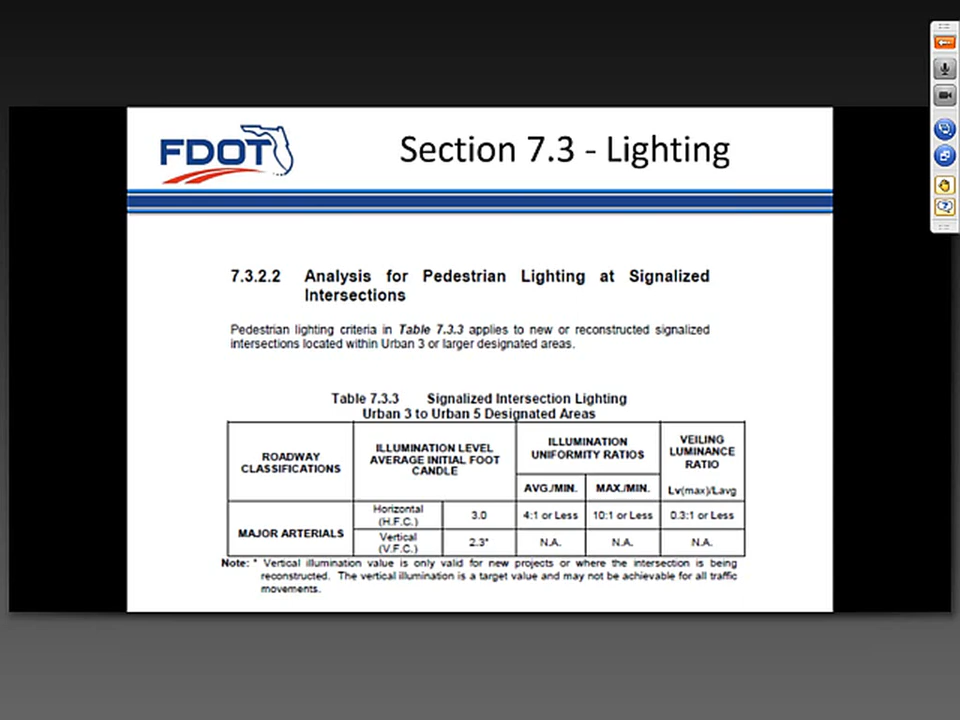 FDOT
Section 7.3 - Lighting
7.3.2.2 Analysis for Pedestrian Lighting at Signalized
Intersections
Pedestrian lighting criteria in Table 7.3.3 applies to new or reconstructed signalized
intersections located within Urban 3 or larger designated areas.
Table 7.3.3 Signalized Intersection Lighting
Urban 3 to Urban 5 Designated Areas
ROADWAY
CLASSIFICATIONS
ILLUMINATION LEVEL
AVERAGE INITIAL FOOT
CANDLE
ILLUMINATION
UNIFORMITY RATIOS
VEILING
LUMINANCE
RATIO
AVG./MIN.
MAX./MIN.
Lv(max)/Lavg
MAJOR ARTERIALS
Horizontal
(H.F.C.)
3.0
4:1 or Less
10:1 or Less
0.3:1 or Less
Vertical
(V.F.C.)
2.3*
N.A.
N.A.
N.A.
Note: * Vertical illumination value is only valid for new projects or where the intersection is being
reconstructed. The vertical illumination is a target value and may not be achievable for all traffic
movements.